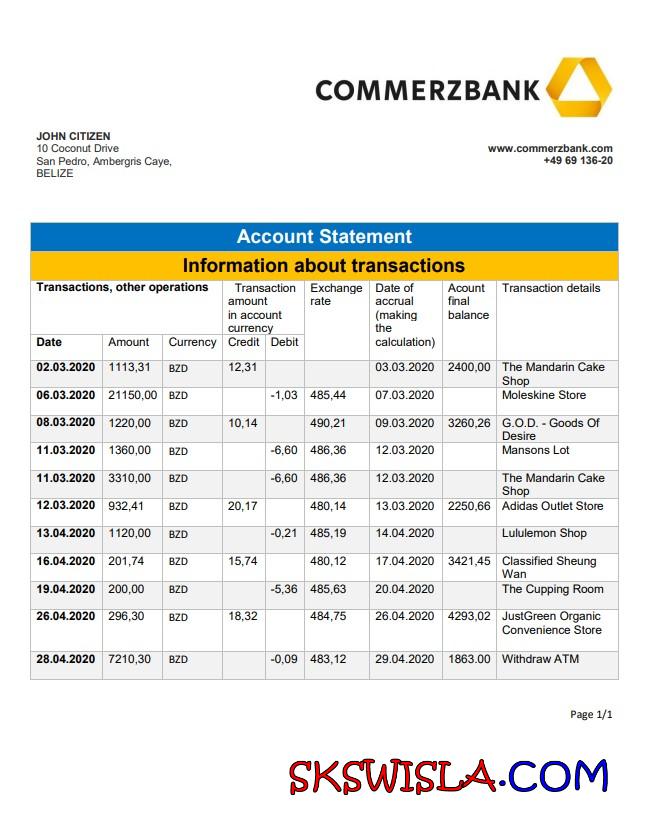 COMMERZBANK
JOHN CITIZEN
10 Coconut Drive
San Pedro, Ambergris Caye,
BELIZE
www.commerzbank.com
+49 69 136-20
Account Statement
Information about transactions
Transactions, other operations Transaction amount in account currency Exchange rate Date of accrual (making the calculation) Acount final balance Transaction details
Date Amount Currency Credit Debit
02.03.2020 1113,31 BZD 12,31 03.03.2020 2400,00 The Mandarin Cake Shop
06.03.2020 21150,00 BZD -1,03 485,44 07.03.2020 Moleskine Store
08.03.2020 1220,00 BZD 10,14 490,21 09.03.2020 3260,26 G.O.D. - Goods Of Desire
11.03.2020 1360,00 BZD -6,60 486,36 12.03.2020 Mansons Lot
11.03.2020 3310,00 BZD -6,60 486,36 12.03.2020 The Mandarin Cake Shop
12.03.2020 932,41 BZD 20,17 480,14 13.03.2020 2250,66 Adidas Outlet Store
13.04.2020 1120,00 BZD -0,21 485,19 14.04.2020 Lululemon Shop
16.04.2020 201,74 BZD 15,74 480,12 17.04.2020 3421,45 Classified Sheung Wan
19.04.2020 200,00 BZD -5,36 485,63 20.04.2020 The Cupping Room
26.04.2020 296,30 BZD 18,32 484,75 26.04.2020 4293,02 JustGreen Organic Convenience Store
28.04.2020 7210,30 BZD -0,09 483,12 29.04.2020 1863.00 Withdraw ATM
Page 1/1
SKSWISLA.COM